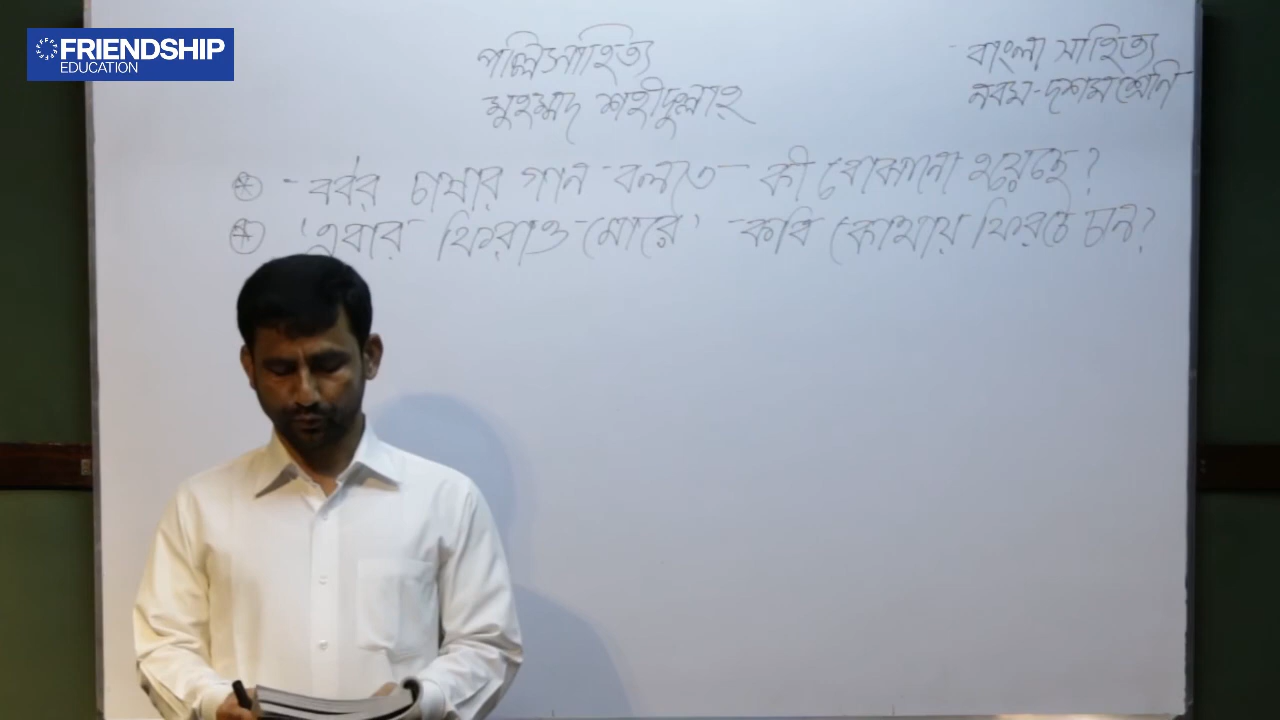 FRIENDSHIP
EDUCATION
পল্লিসাহিত্য
মুহম্মদ শহীদুল্লাহ্
বাংলা সাহিত্য
নবম-দশম শ্রেণি
বর্বর চাষার গান বলতে কী বোঝানো হয়েছে?
'এবার ফিরাও মোরে' কবি কোথায় ফিরতে চান?